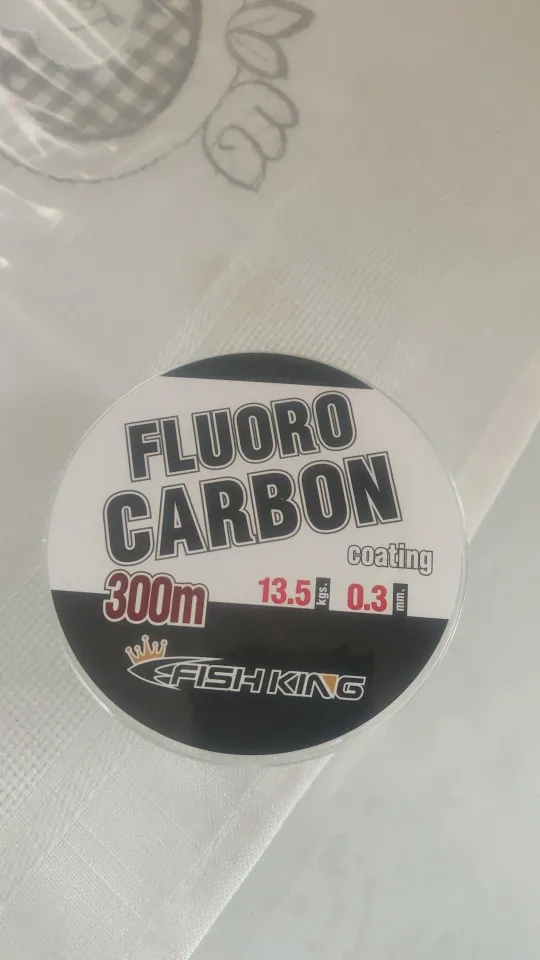 FLUORO
CARBON
coating
300m 13.5 kgs. 0.3 mm.
FISH KING